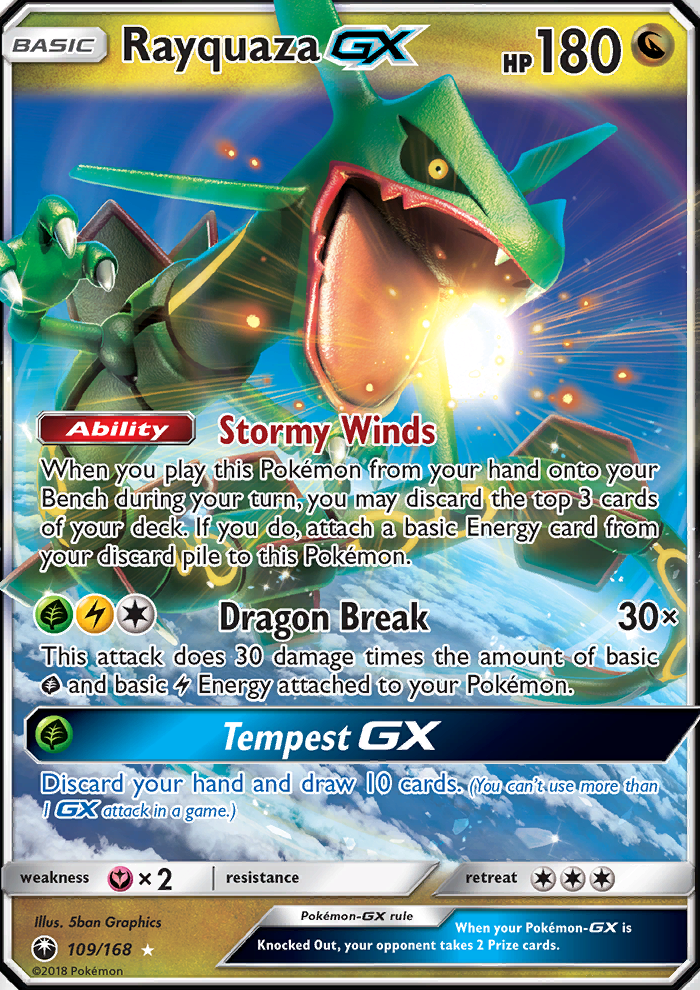 BASIC Rayquaza GX HP 180
Ability Stormy Winds
When you play this Pokémon from your hand onto your
Bench during your turn, you may discard the top 3 cards
of your deck. If you do, attach a basic Energy card from
your discard pile to this Pokémon.
Dragon Break 30×
This attack does 30 damage times the amount of basic
and basic Energy attached to your Pokémon.
Tempest GX
Discard your hand and draw 10 cards. (You can't use more than
1 GX attack in a game.)
weakness ×2 resistance retreat
Illus. 5ban Graphics
Pokémon-GX rule
When your Pokémon-GX is
Knocked Out, your opponent takes 2 Prize cards.
109/168
©2018 Pokémon